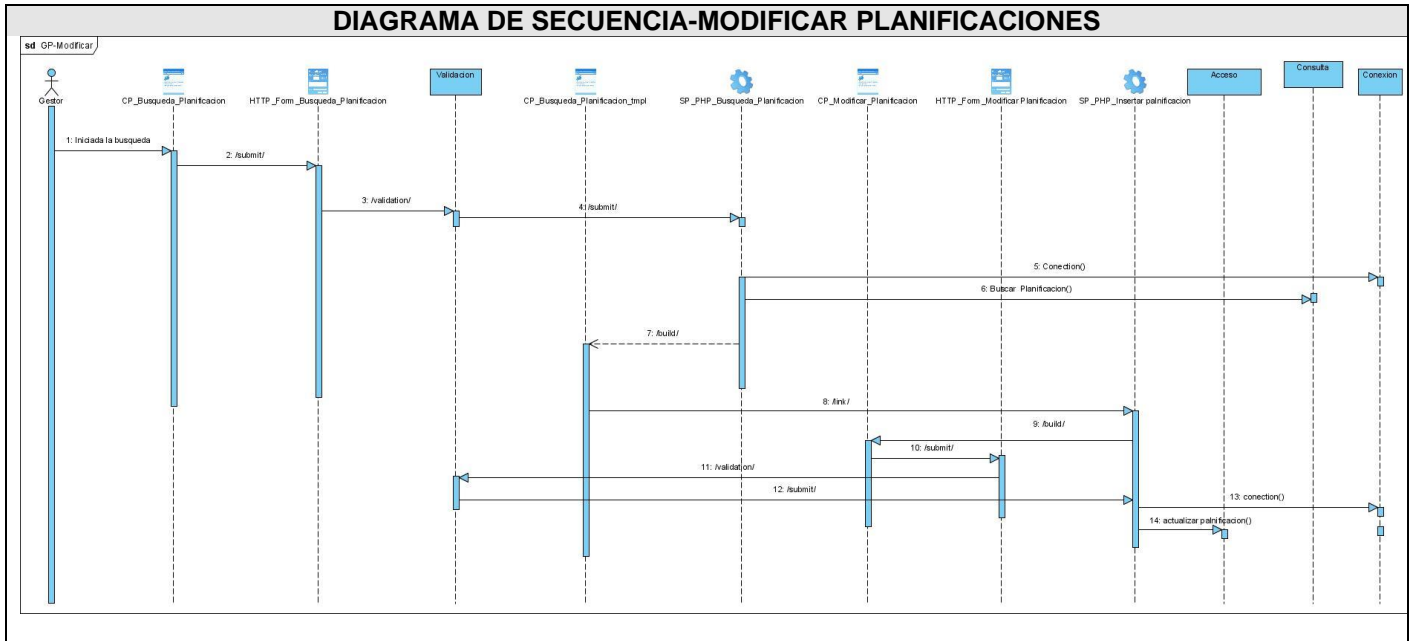 DIAGRAMA DE SECUENCIA-MODIFICAR PLANIFICACIONES
sd GP-Modificar
Gestor
CP_Busqueda_Planificacion
HTTP_Form_Busqueda_Planificacion
Validacion
CP_Busqueda_Planificacion_tmpl
SP_PHP_Busqueda_Planificacion
CP_Modificar_Planificacion
HTTP_Form_Modificar Planificacion
SP_PHP_Insertar palnificacion
Acceso
Consulta
Conexion
1: Iniciada la busqueda
2: /submit/
3: /validation/
4: /submit/
5: Conection()
6: Buscar Planificacion()
7: /build/
8: /link/
9: /build/
10: /submit/
11: /validation/
12: /submit/
13: conection()
14: actualizar palnificacion()